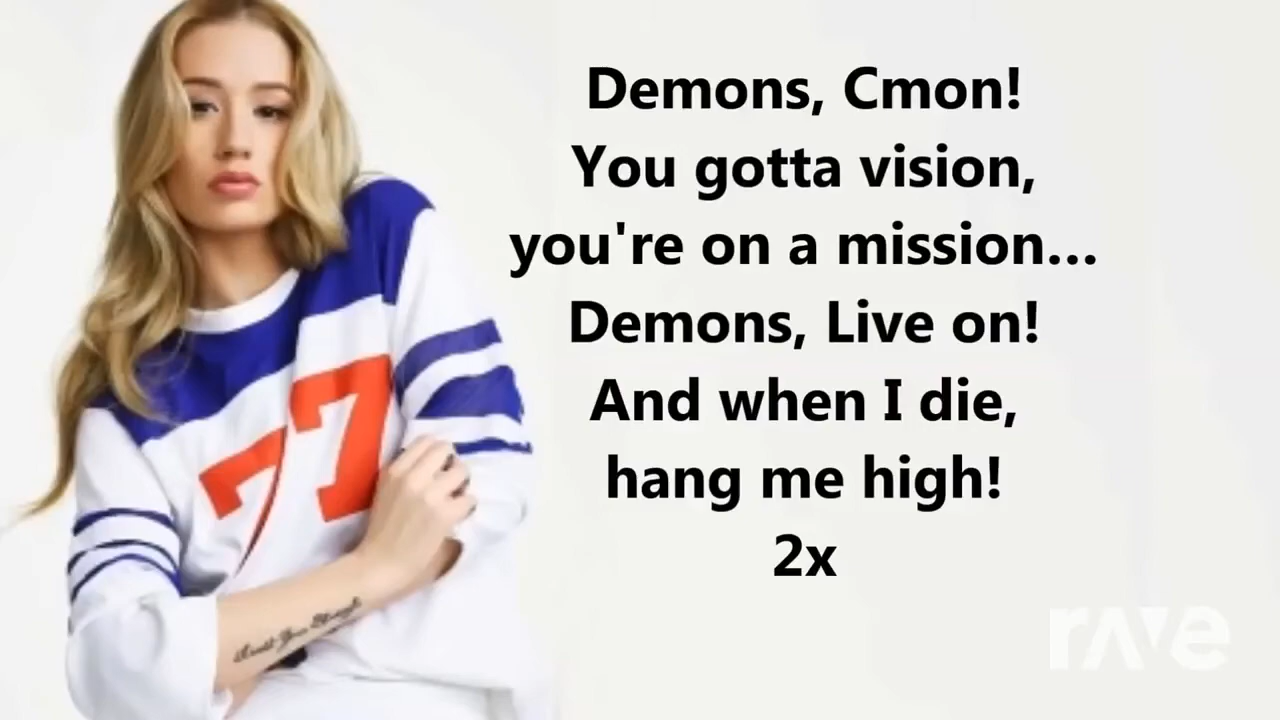 Demons, Cmon!
You gotta vision,
you're on a mission...
Demons, Live on!
And when I die,
hang me high!
2x
77
rave